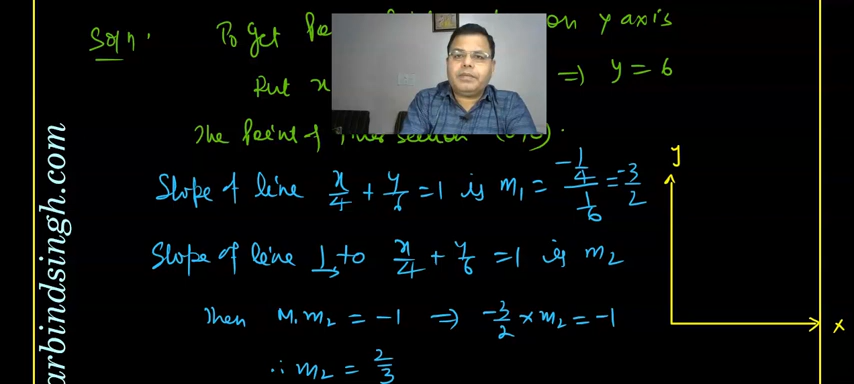 Soln. To get on y axis
Put x => y = 6
The Point of
Slope of line x/4 + y/6 = 1 is m₁ = (-1/4)/(1/6) = -3/2
Slope of line ⊥ to x/4 + y/6 = 1 is m₂
Then M₁ m₂ = -1 => -3/2 × m₂ = -1
∴ m₂ = 2/3
y
x
arbindsingh.com